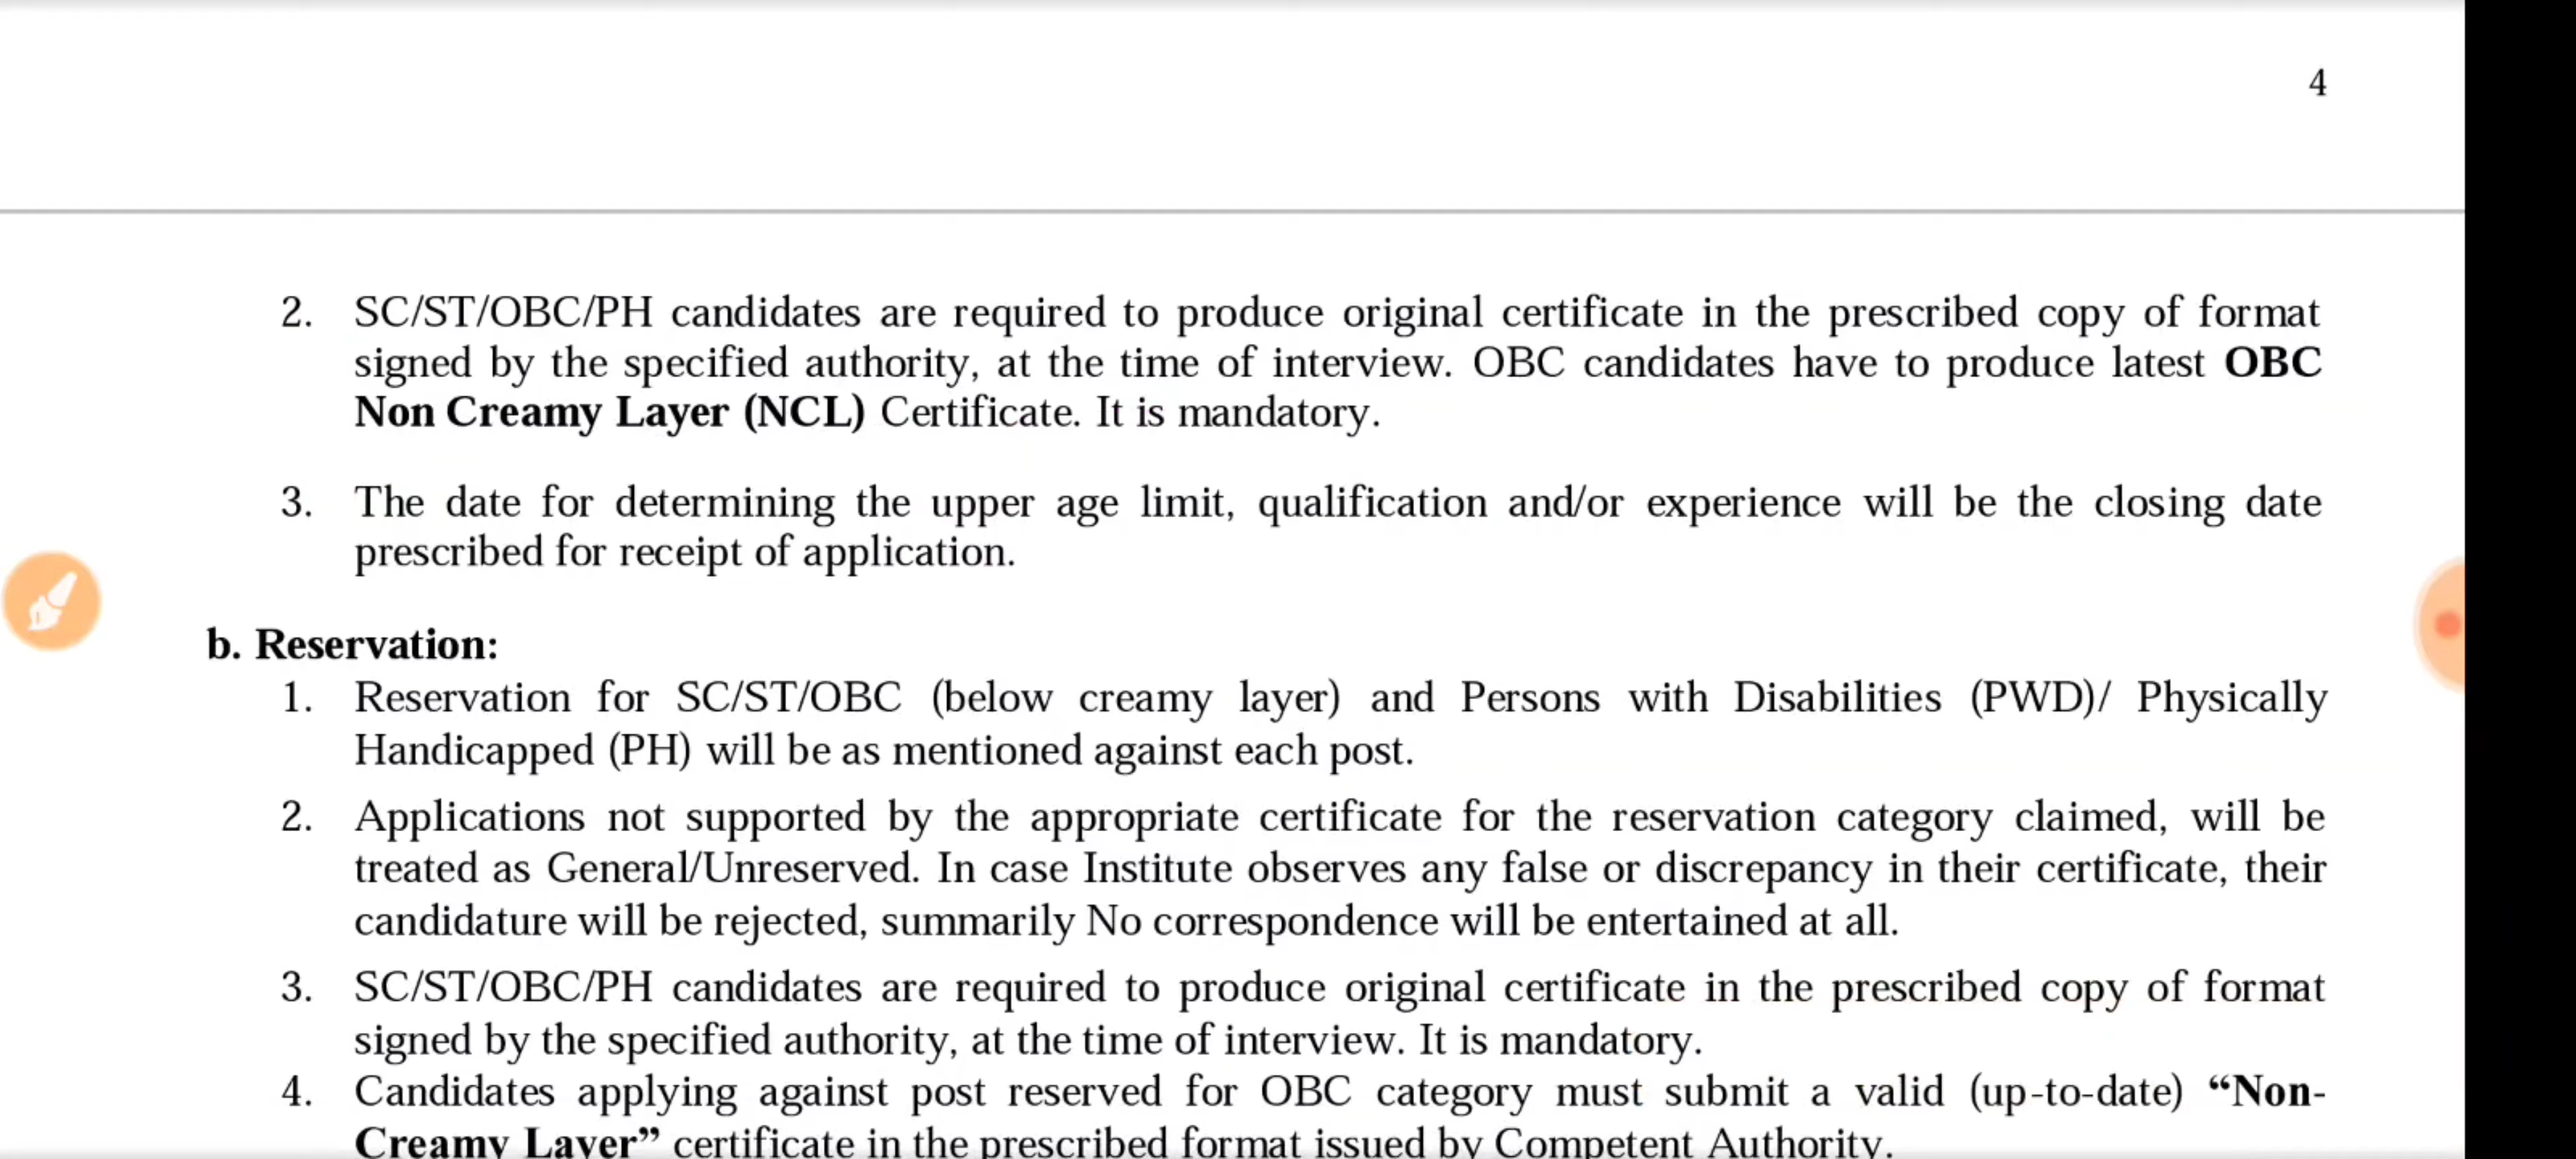 4
2. SC/ST/OBC/PH candidates are required to produce original certificate in the prescribed copy of format
signed by the specified authority, at the time of interview. OBC candidates have to produce latest OBC
Non Creamy Layer (NCL) Certificate. It is mandatory.
3. The date for determining the upper age limit, qualification and/or experience will be the closing date
prescribed for receipt of application.
b. Reservation:
1. Reservation for SC/ST/OBC (below creamy layer) and Persons with Disabilities (PWD)/ Physically
Handicapped (PH) will be as mentioned against each post.
2. Applications not supported by the appropriate certificate for the reservation category claimed, will be
treated as General/Unreserved. In case Institute observes any false or discrepancy in their certificate, their
candidature will be rejected, summarily No correspondence will be entertained at all.
3. SC/ST/OBC/PH candidates are required to produce original certificate in the prescribed copy of format
signed by the specified authority, at the time of interview. It is mandatory.
4. Candidates applying against post reserved for OBC category must submit a valid (up-to-date) “Non-
Creamy Layer” certificate in the prescribed format issued by Competent Authority.